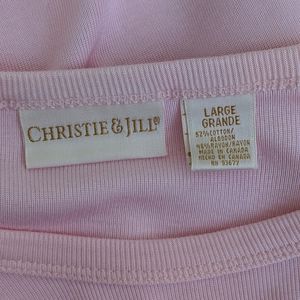 CHRISTIE & JILL®
LARGE
GRANDE
52% COTTON/
ALGODON
48% RAYON/RAYON
MADE IN CANADA
HECHO EN CANADA
RN 93677